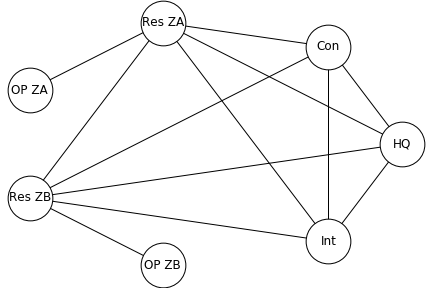 Res ZA
Con
OP ZA
HQ
Res ZB
Int
OP ZB